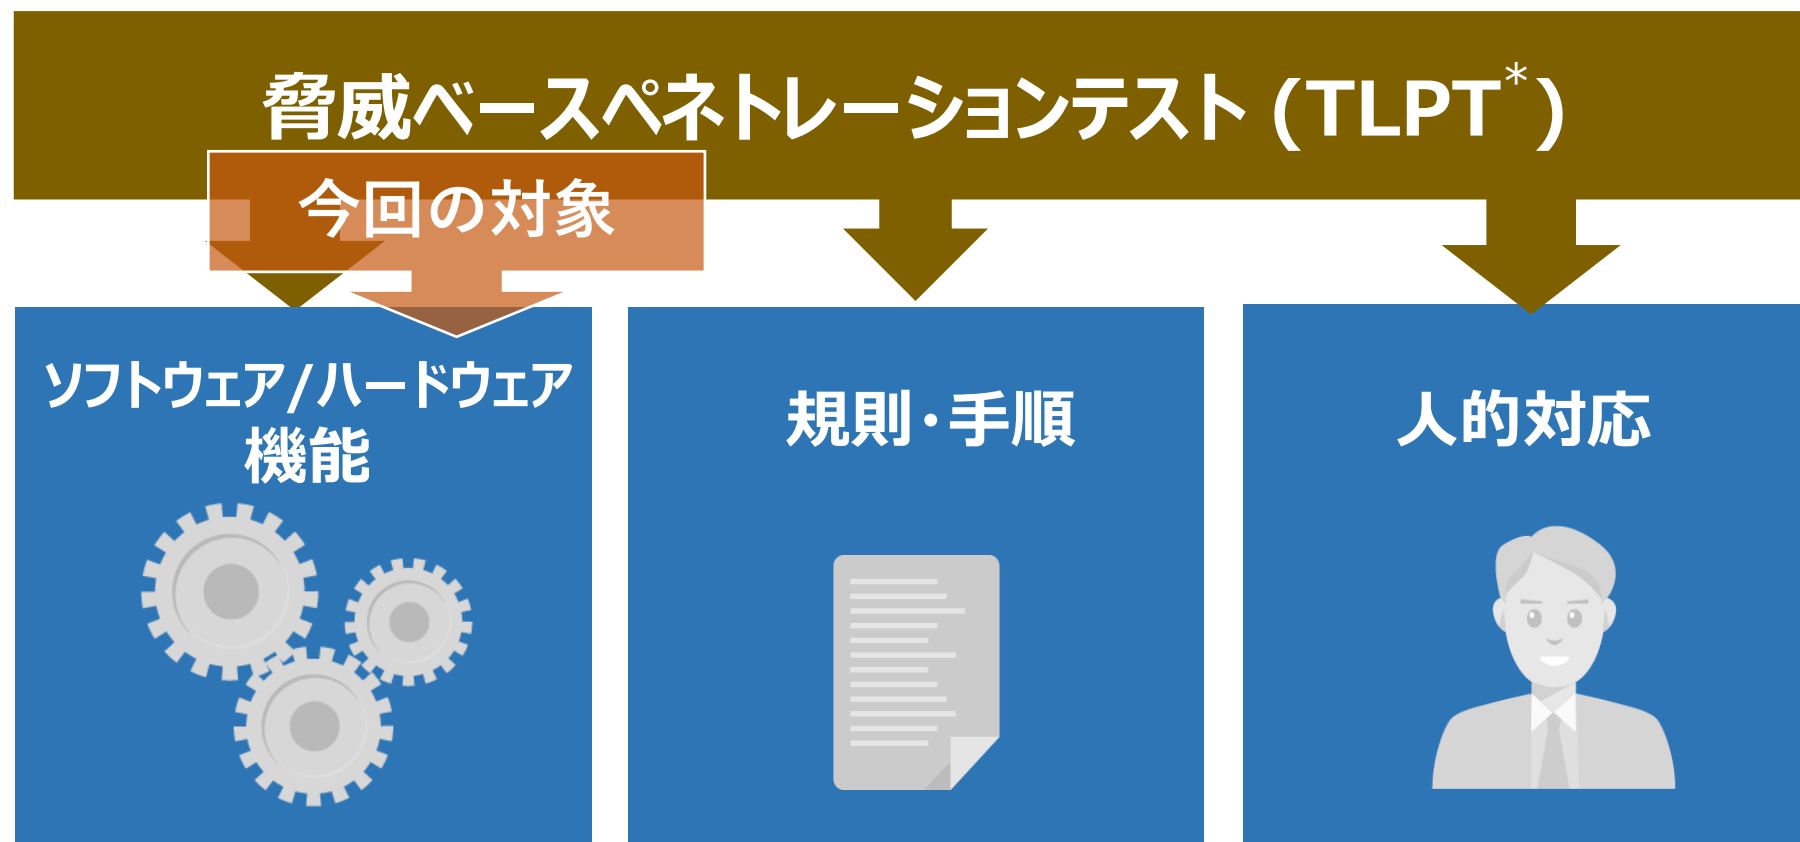 脅威ベースペネトレーションテスト (TLPT*)
今回の対象
ソフトウェア/ハードウェア
機能
規則・手順
人的対応